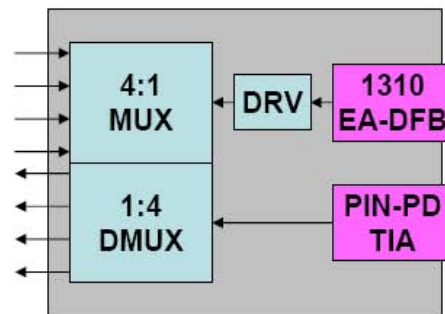 4:1
MUX
DRV
1310
EA-DFB
1:4
DMUX
PIN-PD
TIA